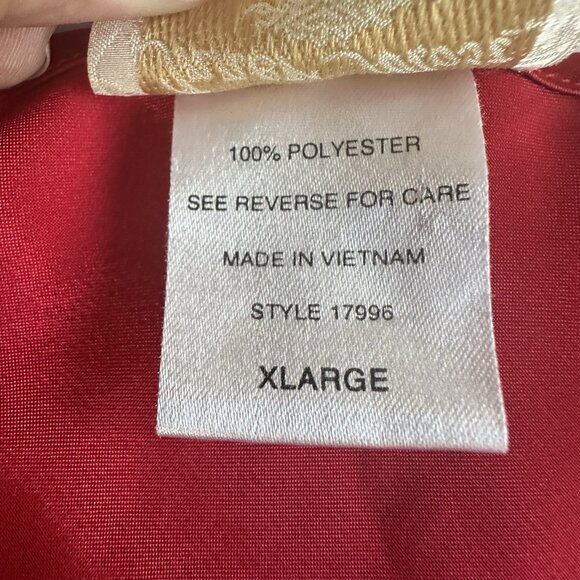 100% POLYESTER
SEE REVERSE FOR CARE
MADE IN VIETNAM
STYLE 17996
XLARGE